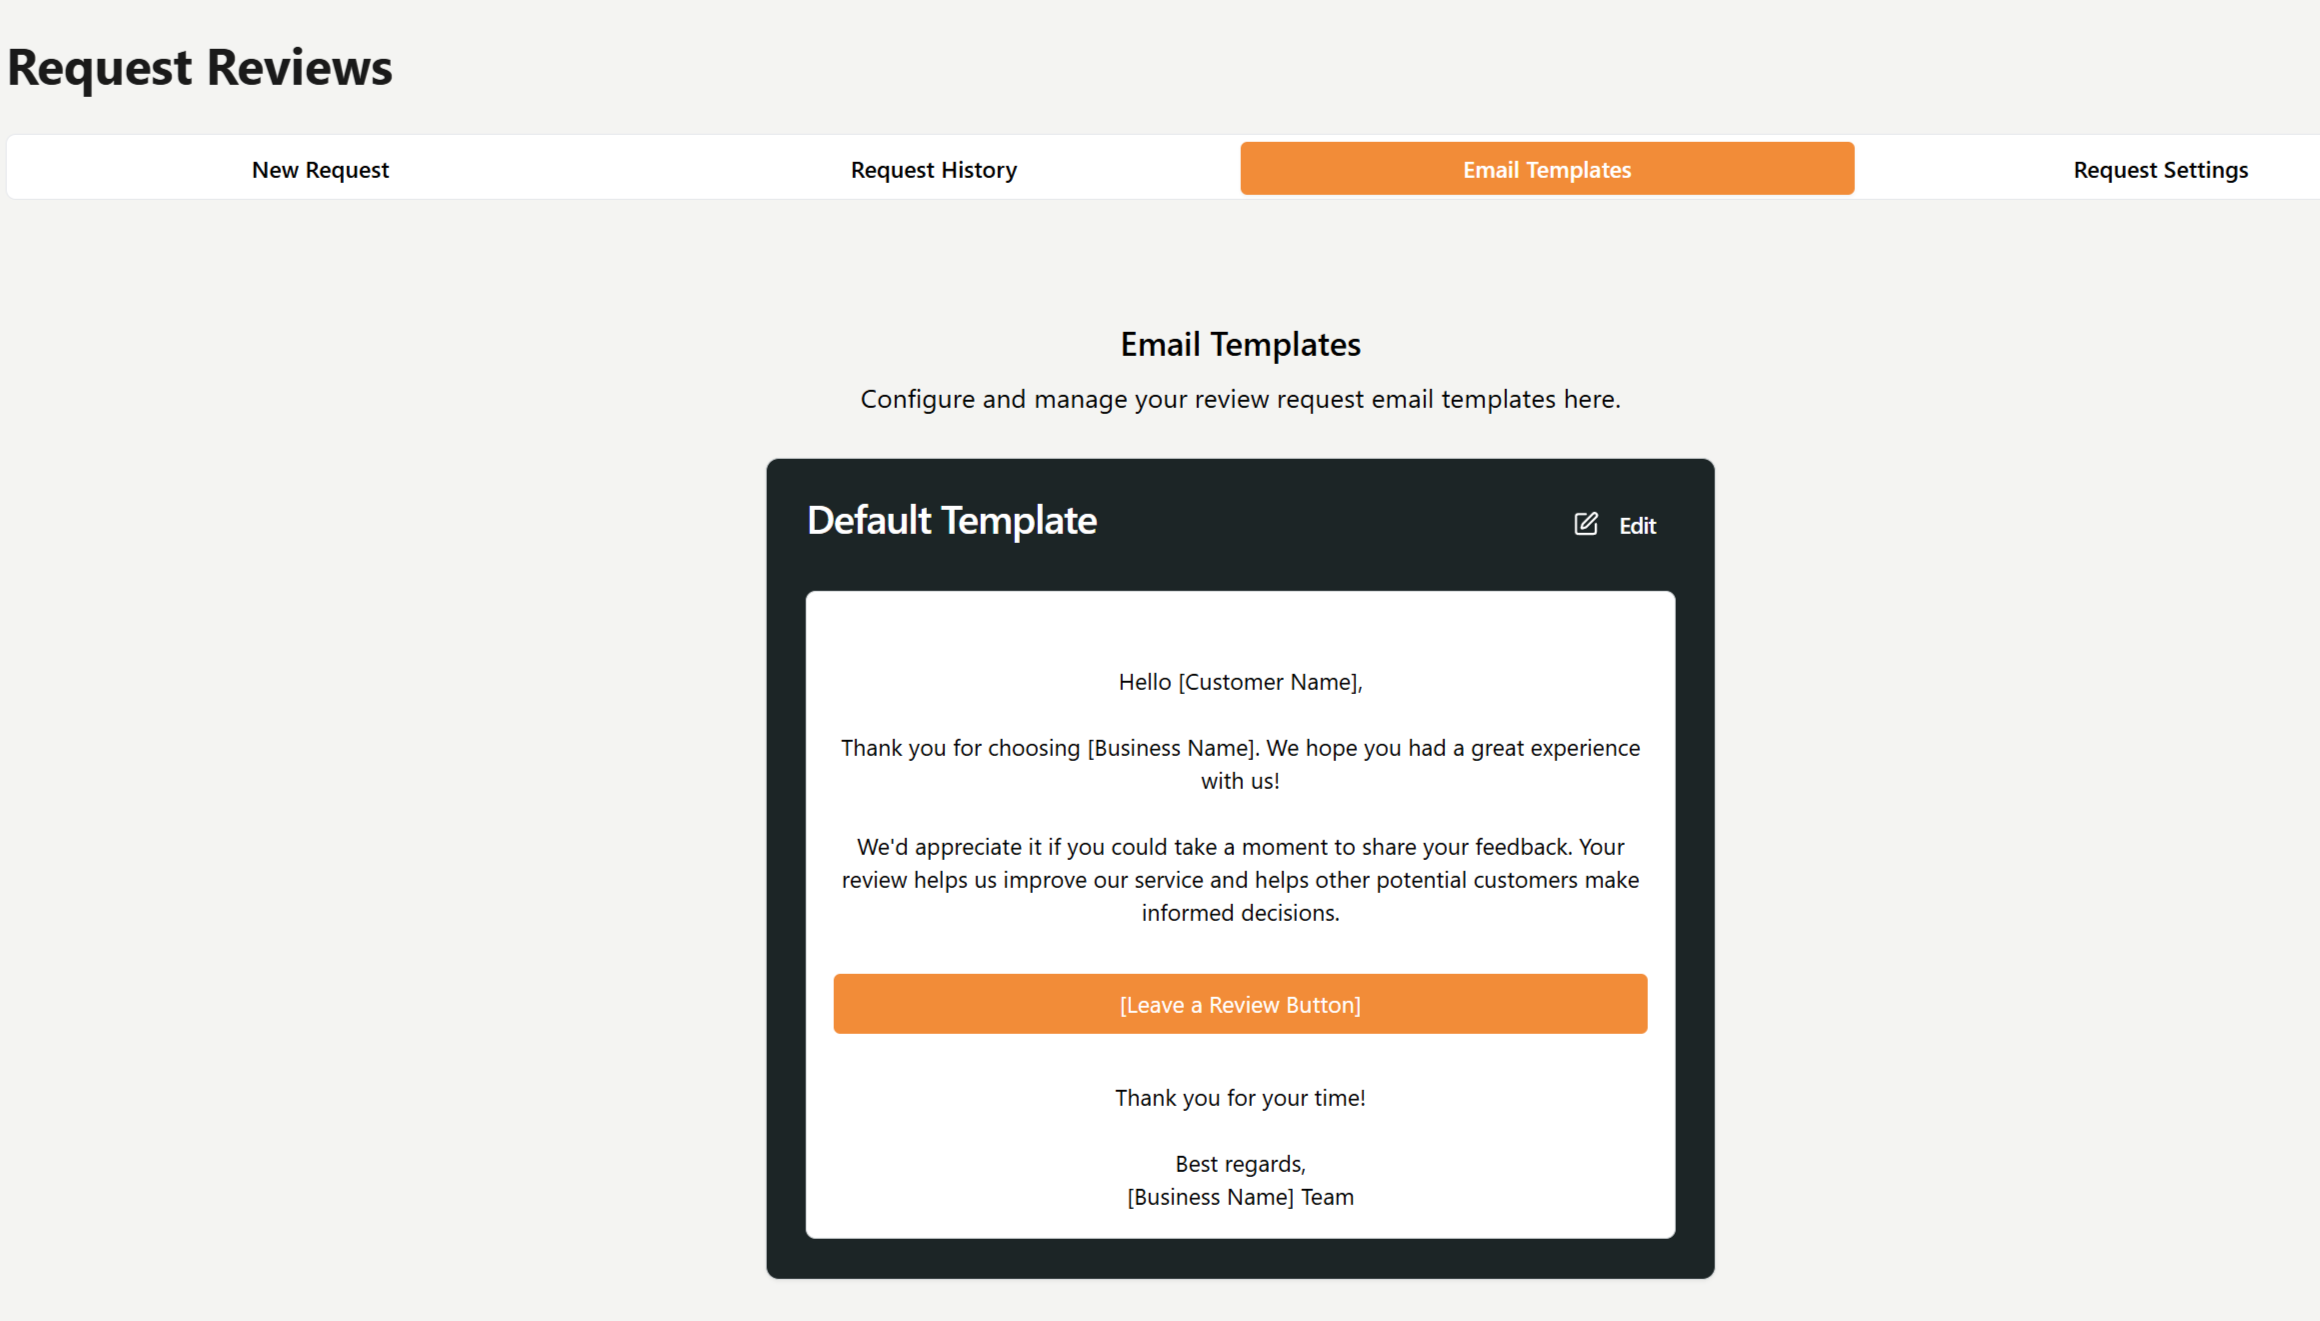 Request Reviews
New Request
Request History
Email Templates
Request Settings
Email Templates
Configure and manage your review request email templates here.
Default Template
Edit
Hello [Customer Name],
Thank you for choosing [Business Name]. We hope you had a great experience
with us!
We'd appreciate it if you could take a moment to share your feedback. Your
review helps us improve our service and helps other potential customers make
informed decisions.
[Leave a Review Button]
Thank you for your time!
Best regards,
[Business Name] Team